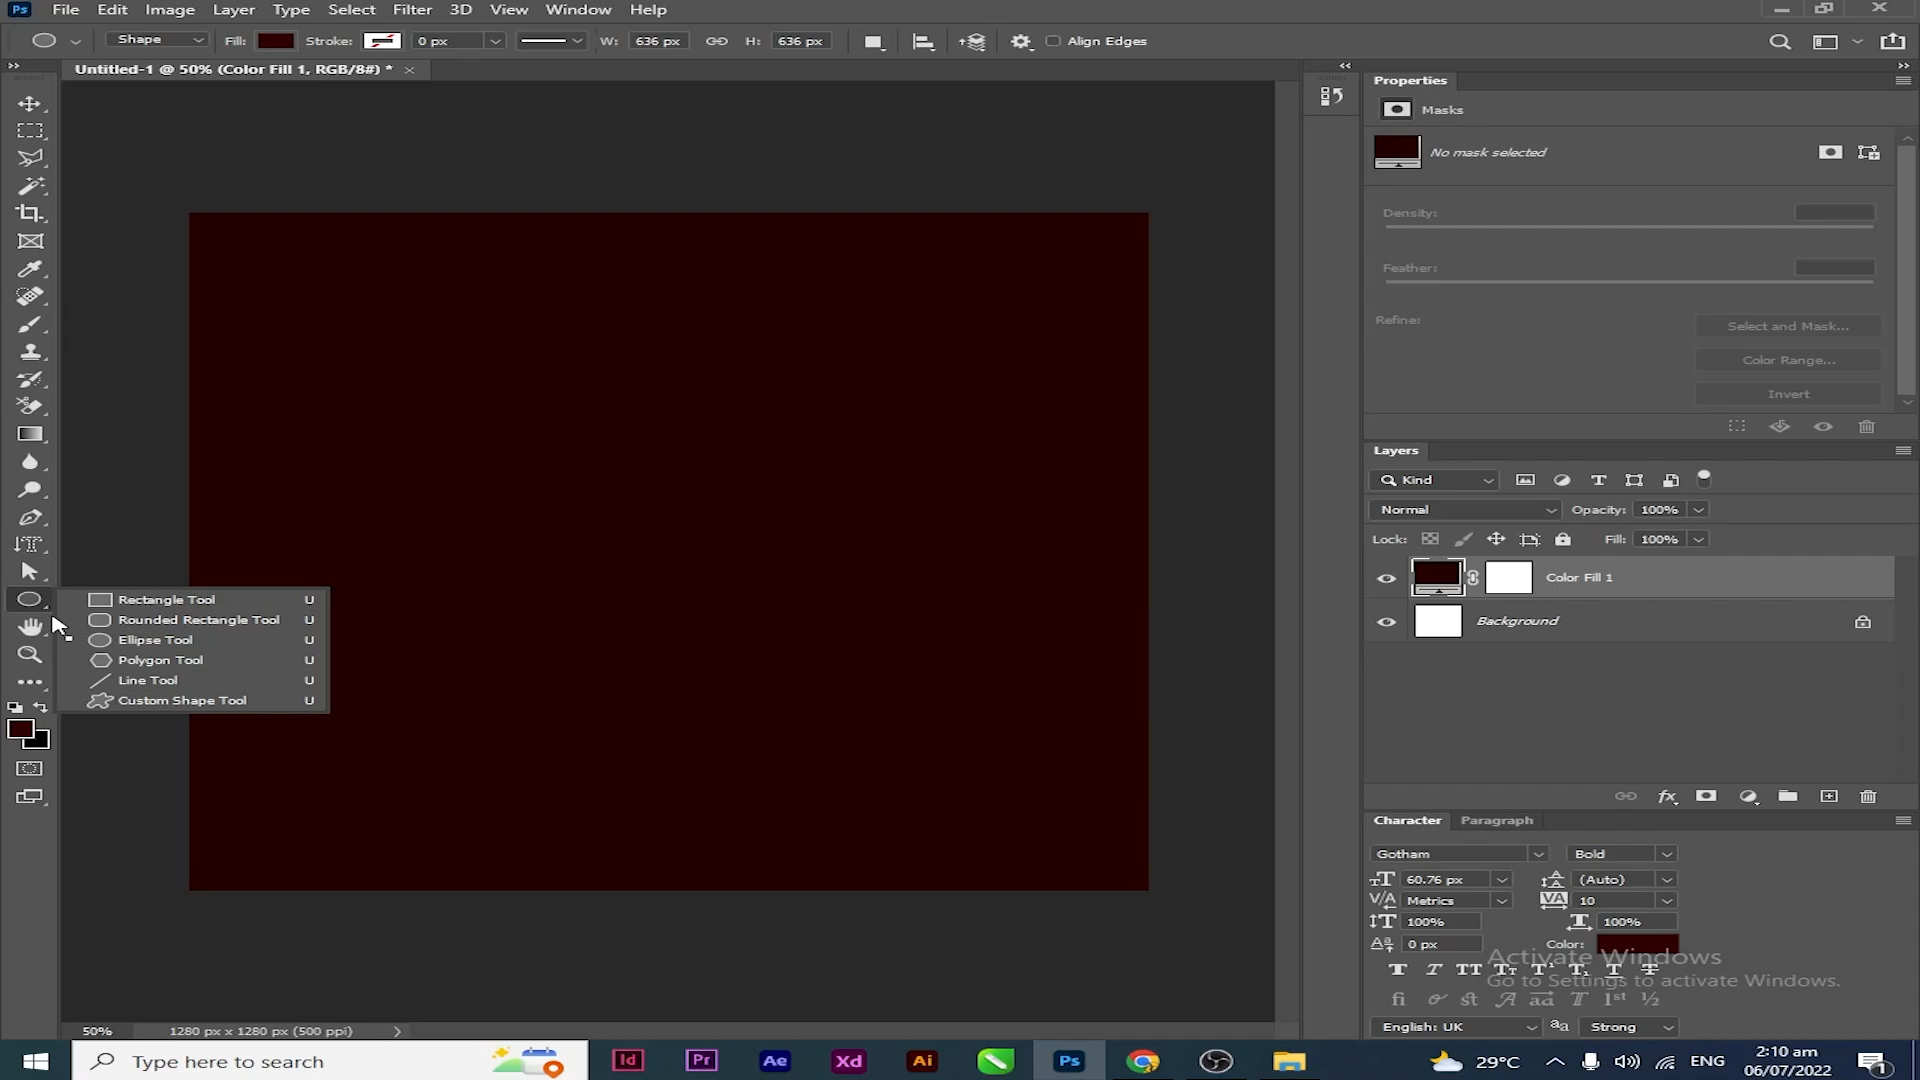 Ps File Edit Image Layer Type Select Filter 3D View Window Help
Shape Fill: Stroke: 0 px W: 636 px H: 636 px Align Edges
Untitled-1 @ 50% (Color Fill 1, RGB/8#) * ×
Properties
Masks
No mask selected
Density:
Feather:
Refine:
Select and Mask...
Color Range...
Invert
Layers
Kind
Normal Opacity: 100%
Lock: Fill: 100%
Color Fill 1
Background
Rectangle Tool U
Rounded Rectangle Tool U
Ellipse Tool U
Polygon Tool U
Line Tool U
Custom Shape Tool U
Character Paragraph
Gotham Bold
60.76 px (Auto)
Metrics 10
100% 100%
0 px Color:
Activate Windows
Go to Settings to activate Windows.
English: UK aa Strong
50% 1280 px x 1280 px (500 ppi)
Type here to search Id Pr Ae Xd Ai Ps 29°C ENG 2:10 am
06/07/2022 1